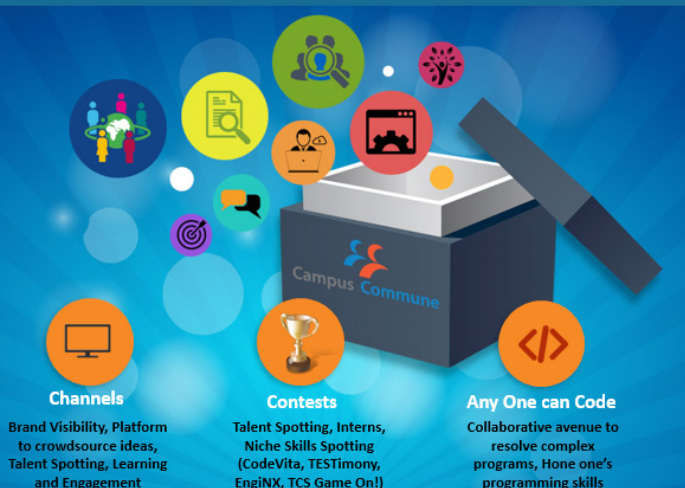 Campus Commune
Channels
Brand Visibility, Platform
to crowdsource ideas,
Talent Spotting, Learning
and Engagement
Contests
Talent Spotting, Interns,
Niche Skills Spotting
(CodeVita, TESTimony,
EngiNX, TCS Game On!)
Any One can Code
Collaborative avenue to
resolve complex
programs, Hone one's
programming skills